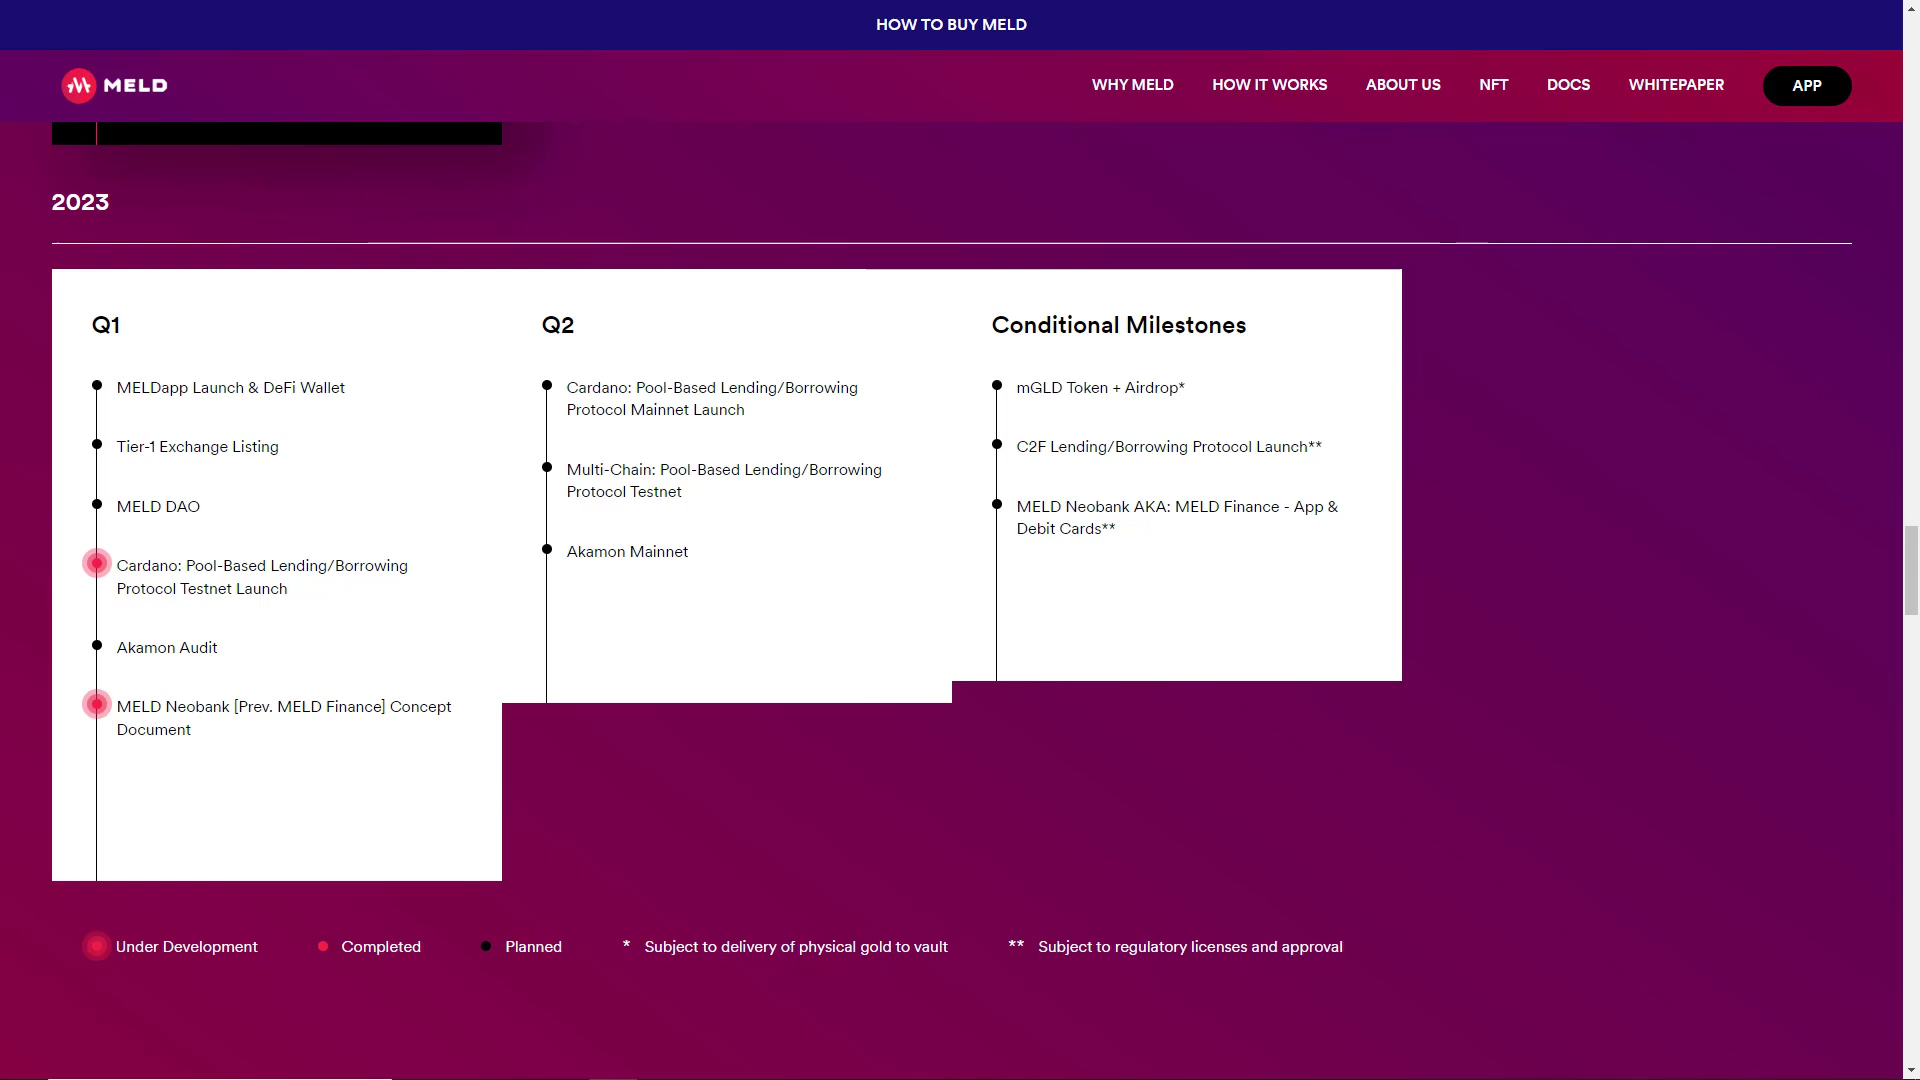 HOW TO BUY MELD
MELD
WHY MELD
HOW IT WORKS
ABOUT US
NFT
DOCS
WHITEPAPER
APP
2023
Q1
MELDapp Launch & DeFi Wallet
Tier-1 Exchange Listing
MELD DAO
Cardano: Pool-Based Lending/Borrowing
Protocol Testnet Launch
Akamon Audit
MELD Neobank [Prev. MELD Finance] Concept
Document
Q2
Cardano: Pool-Based Lending/Borrowing
Protocol Mainnet Launch
Multi-Chain: Pool-Based Lending/Borrowing
Protocol Testnet
Akamon Mainnet
Conditional Milestones
mGLD Token + Airdrop*
C2F Lending/Borrowing Protocol Launch**
MELD Neobank AKA: MELD Finance - App &
Debit Cards**
Under Development
Completed
Planned
* Subject to delivery of physical gold to vault
** Subject to regulatory licenses and approval